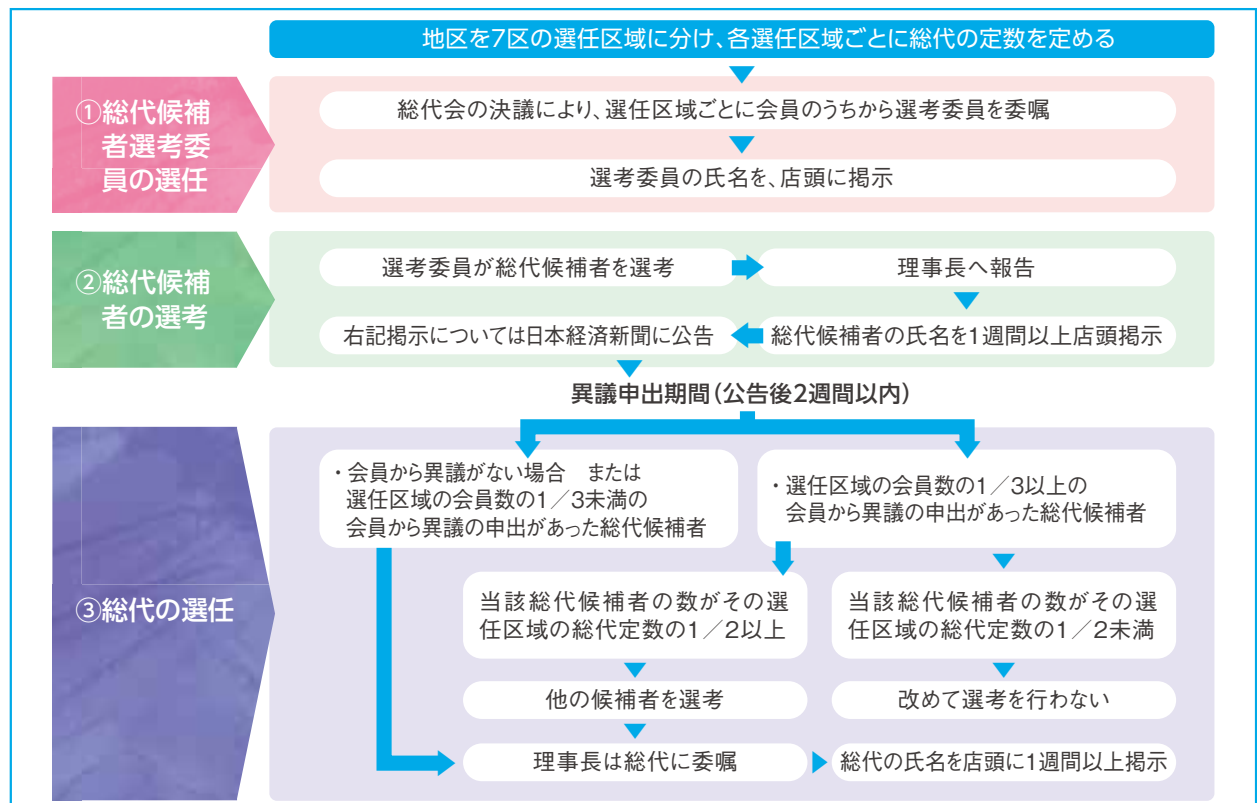 地区を7区の選任区域に分け、各選任区域ごとに総代の定数を定める
①総代候補
者選考委
員の選任
総代会の決議により、選任区域ごとに会員のうちから選考委員を委嘱
選考委員の氏名を、店頭に掲示
②総代候補
者の選考
選考委員が総代候補者を選考
理事長へ報告
右記掲示については日本経済新聞に公告
総代候補者の氏名を1週間以上店頭掲示
異議申出期間(公告後2週間以内)
③総代の選任
・会員から異議がない場合　または
選任区域の会員数の1／3未満の
会員から異議の申出があった総代候補者
・選任区域の会員数の1／3以上の
会員から異議の申出があった総代候補者
当該総代候補者の数がその選
任区域の総代定数の1／2以上
当該総代候補者の数がその選
任区域の総代定数の1／2未満
他の候補者を選考
改めて選考を行わない
理事長は総代に委嘱
総代の氏名を店頭に1週間以上掲示